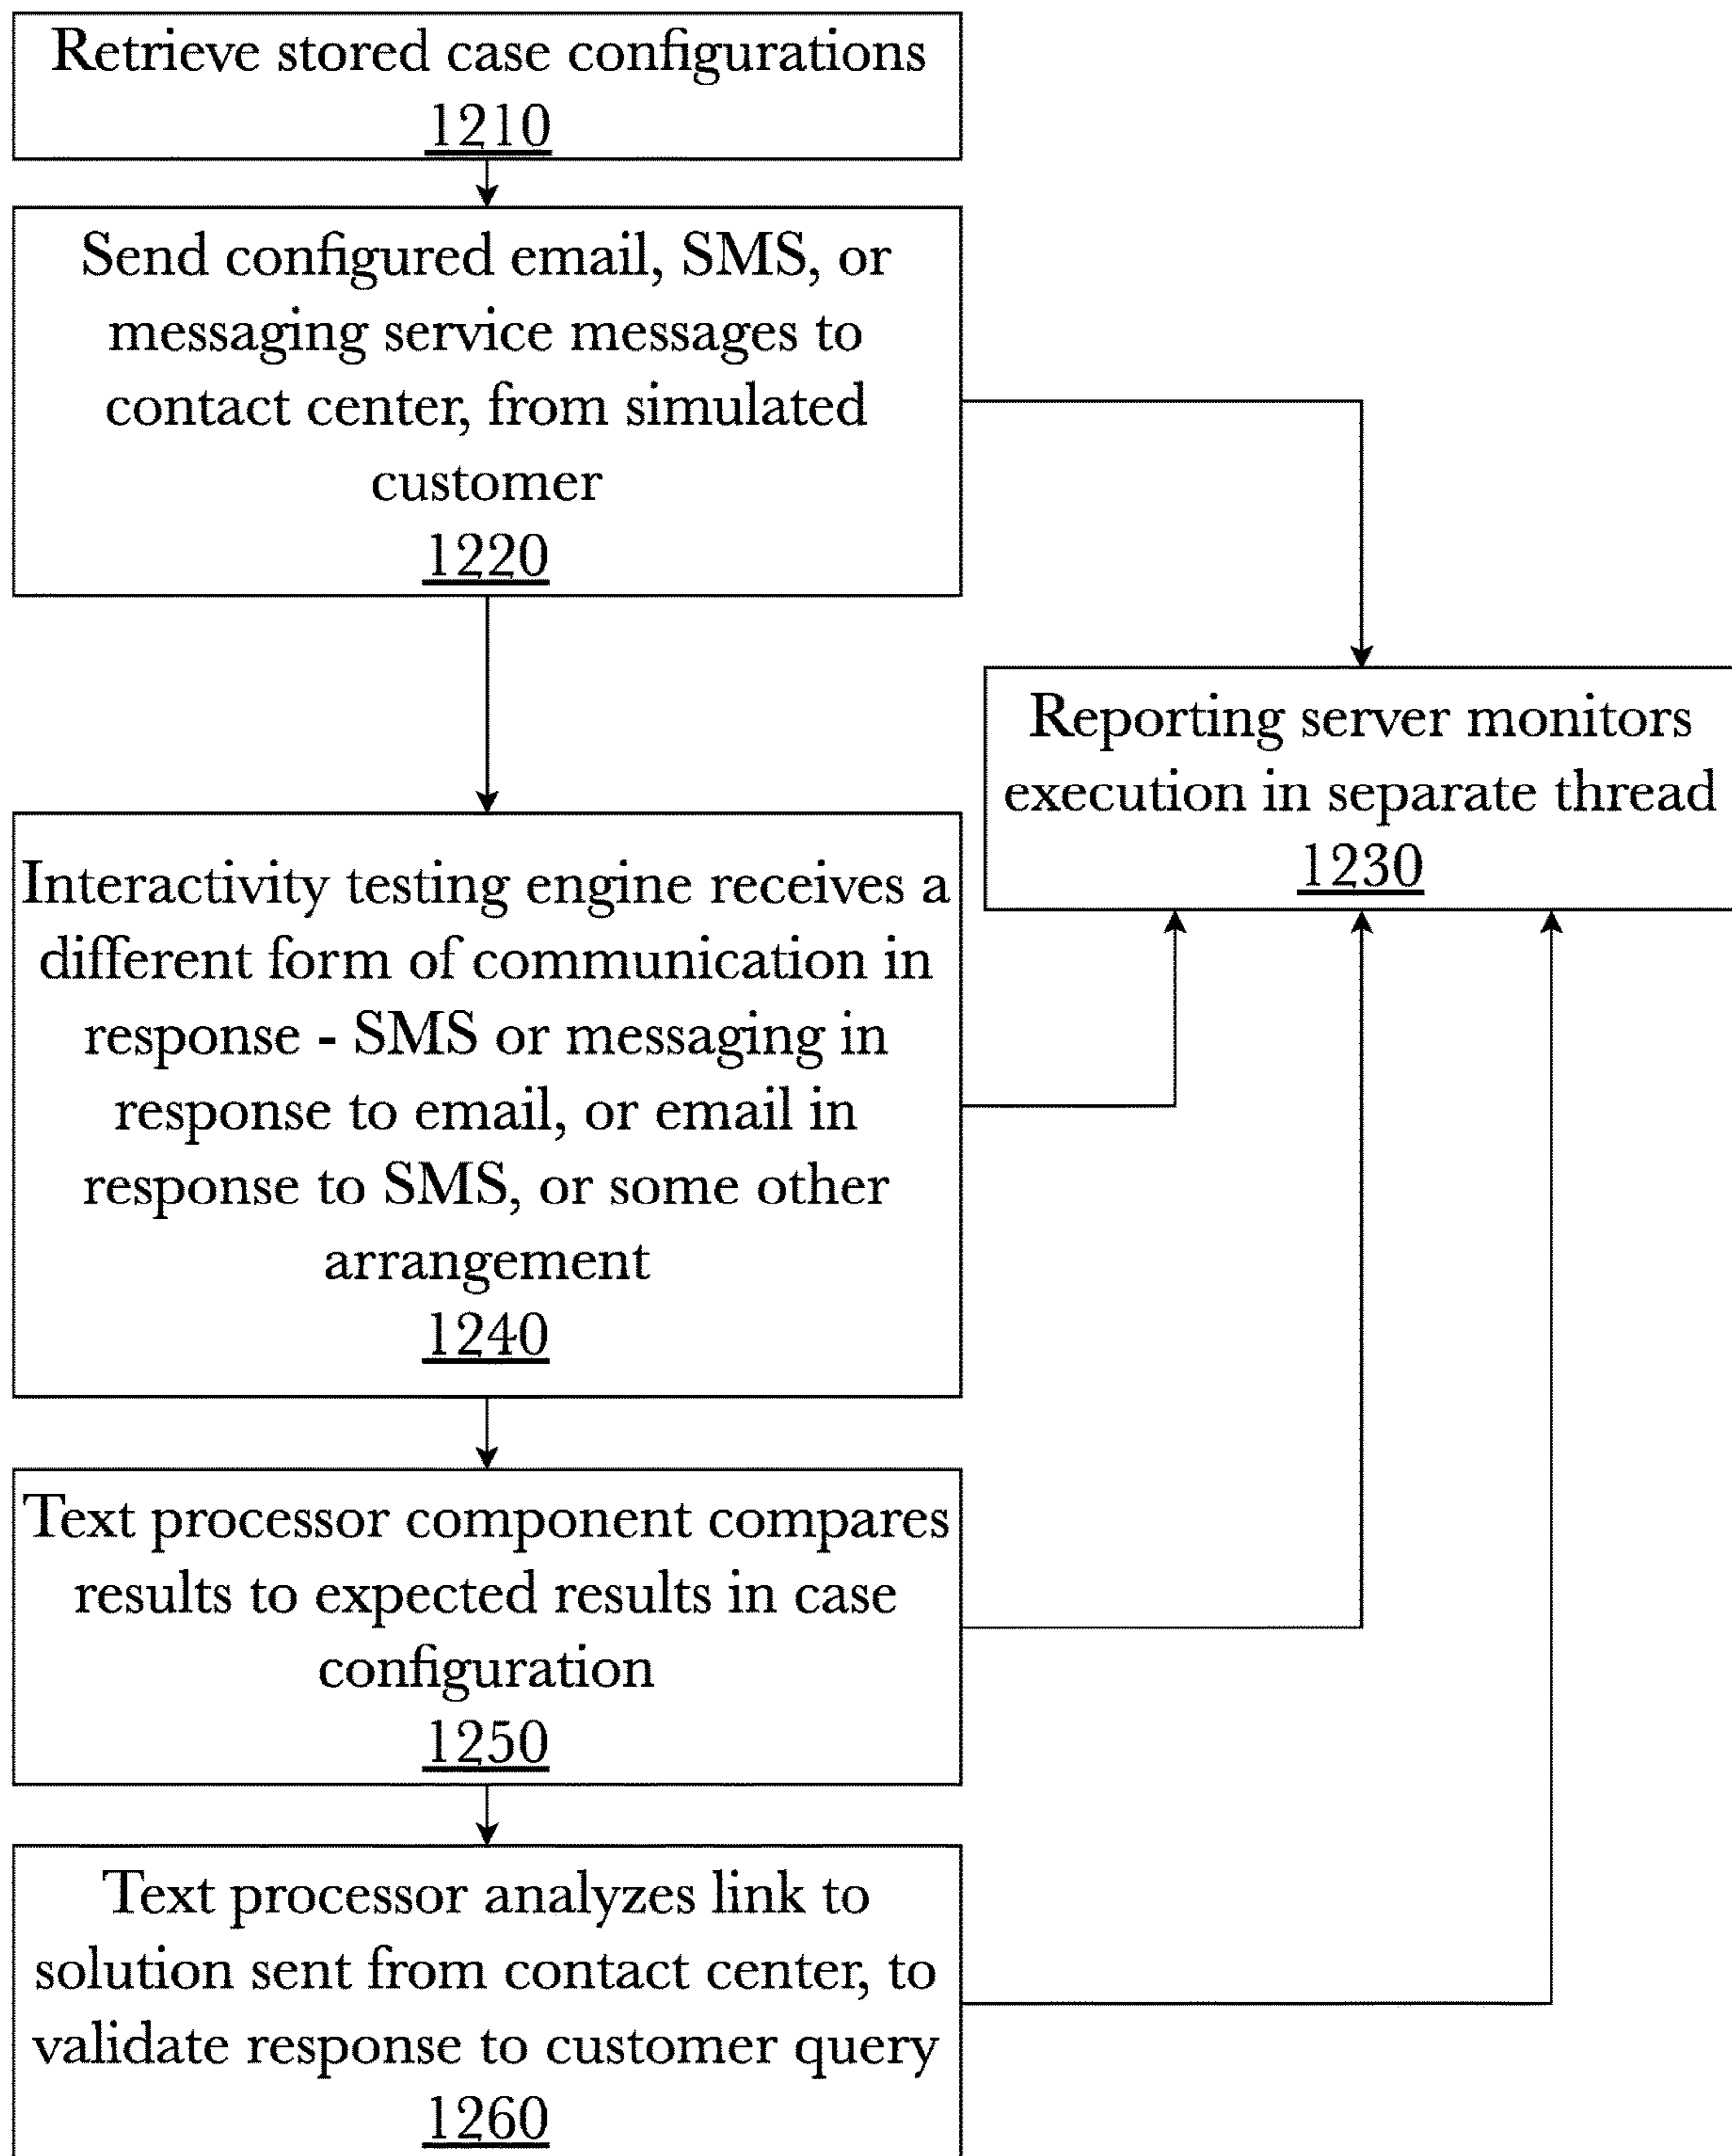 Retrieve stored case configurations
1210
Send configured email, SMS, or
messaging service messages to
contact center, from simulated
customer
1220
Reporting server monitors
execution in separate thread
1230
Interactivity testing engine receives a
different form of communication in
response - SMS or messaging in
response to email, or email in
response to SMS, or some other
arrangement
1240
Text processor component compares
results to expected results in case
configuration
1250
Text processor analyzes link to
solution sent from contact center, to
validate response to customer query
1260